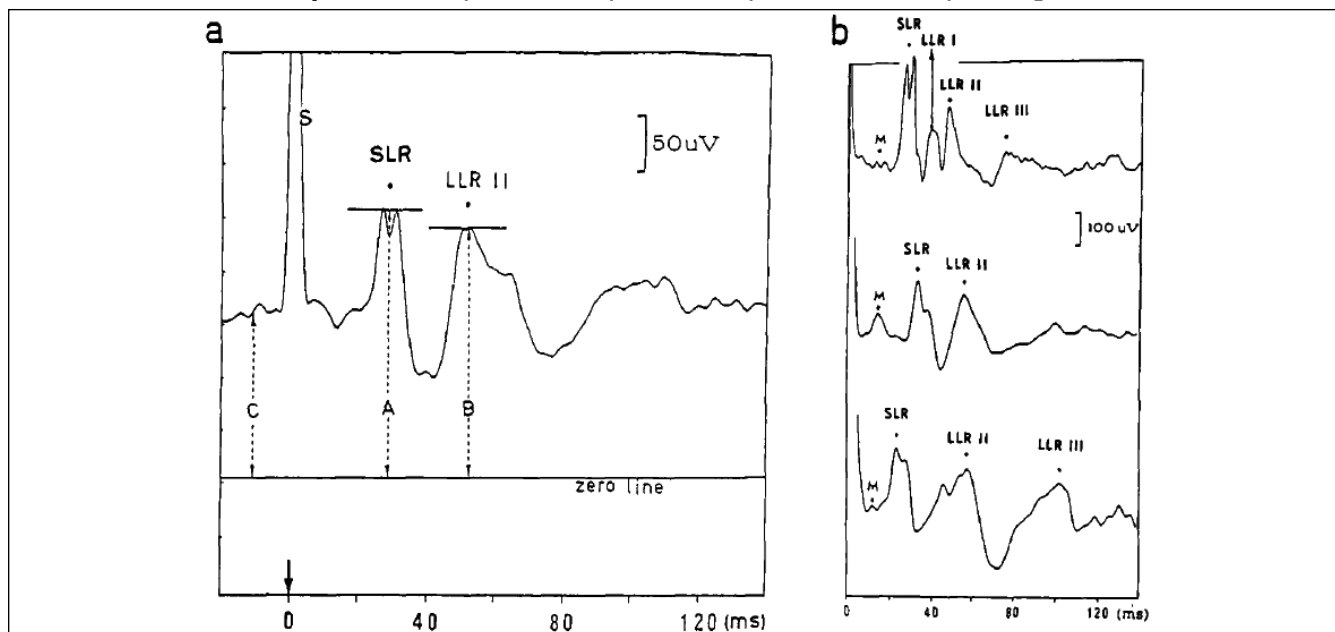 a
S
SLR
LLR II
50uV
C
A
B
zero line
0
40
80
120 (ms)
b
SLR
LLR I
LLR II
LLR III
M
100uV
SLR
LLR II
M
SLR
LLR II
LLR III
M
0
40
80
120 (ms)